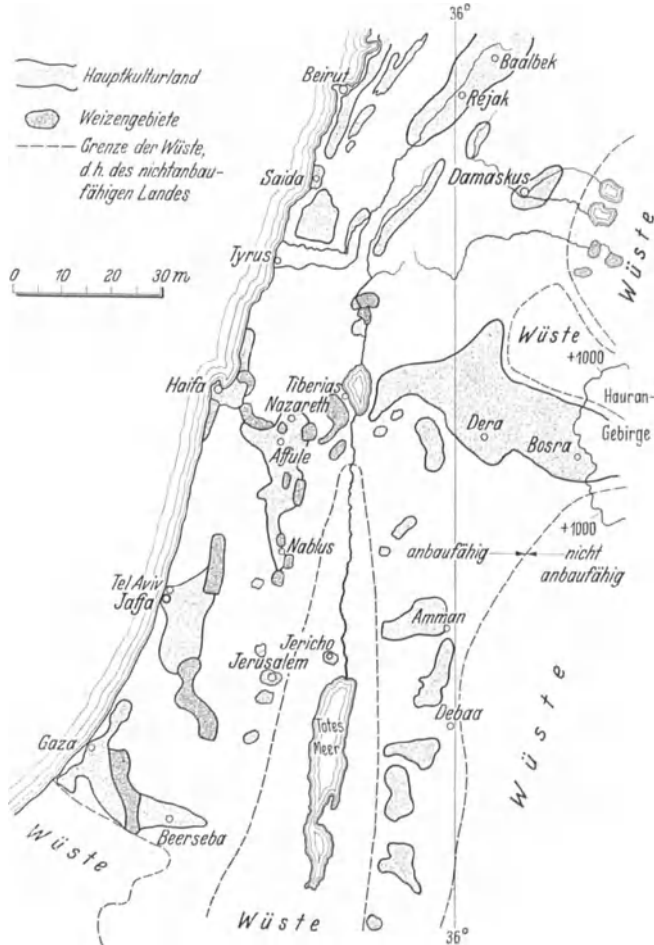 36°
Hauptkulturland
Weizengebiete
Grenze der Wüste,
d.h. des nichtanbau-
fähigen Landes
0 10 20 30 m
Beirut
Baalbek
Rejak
Saida
Damaskus
Tyrus
Wüste
Wüste
+1000
Haifa
Tiberias
Nazareth
Hauran-
Gebirge
Affule
Dera
Bosra
+1000
Nablus
anbaufähig
nicht
anbaufähig
Tel Aviv
Jaffa
Amman
Jericho
Jerusalem
Totes
Meer
Debaa
Gaza
Wüste
Beerseba
Wüste
Wüste
36°